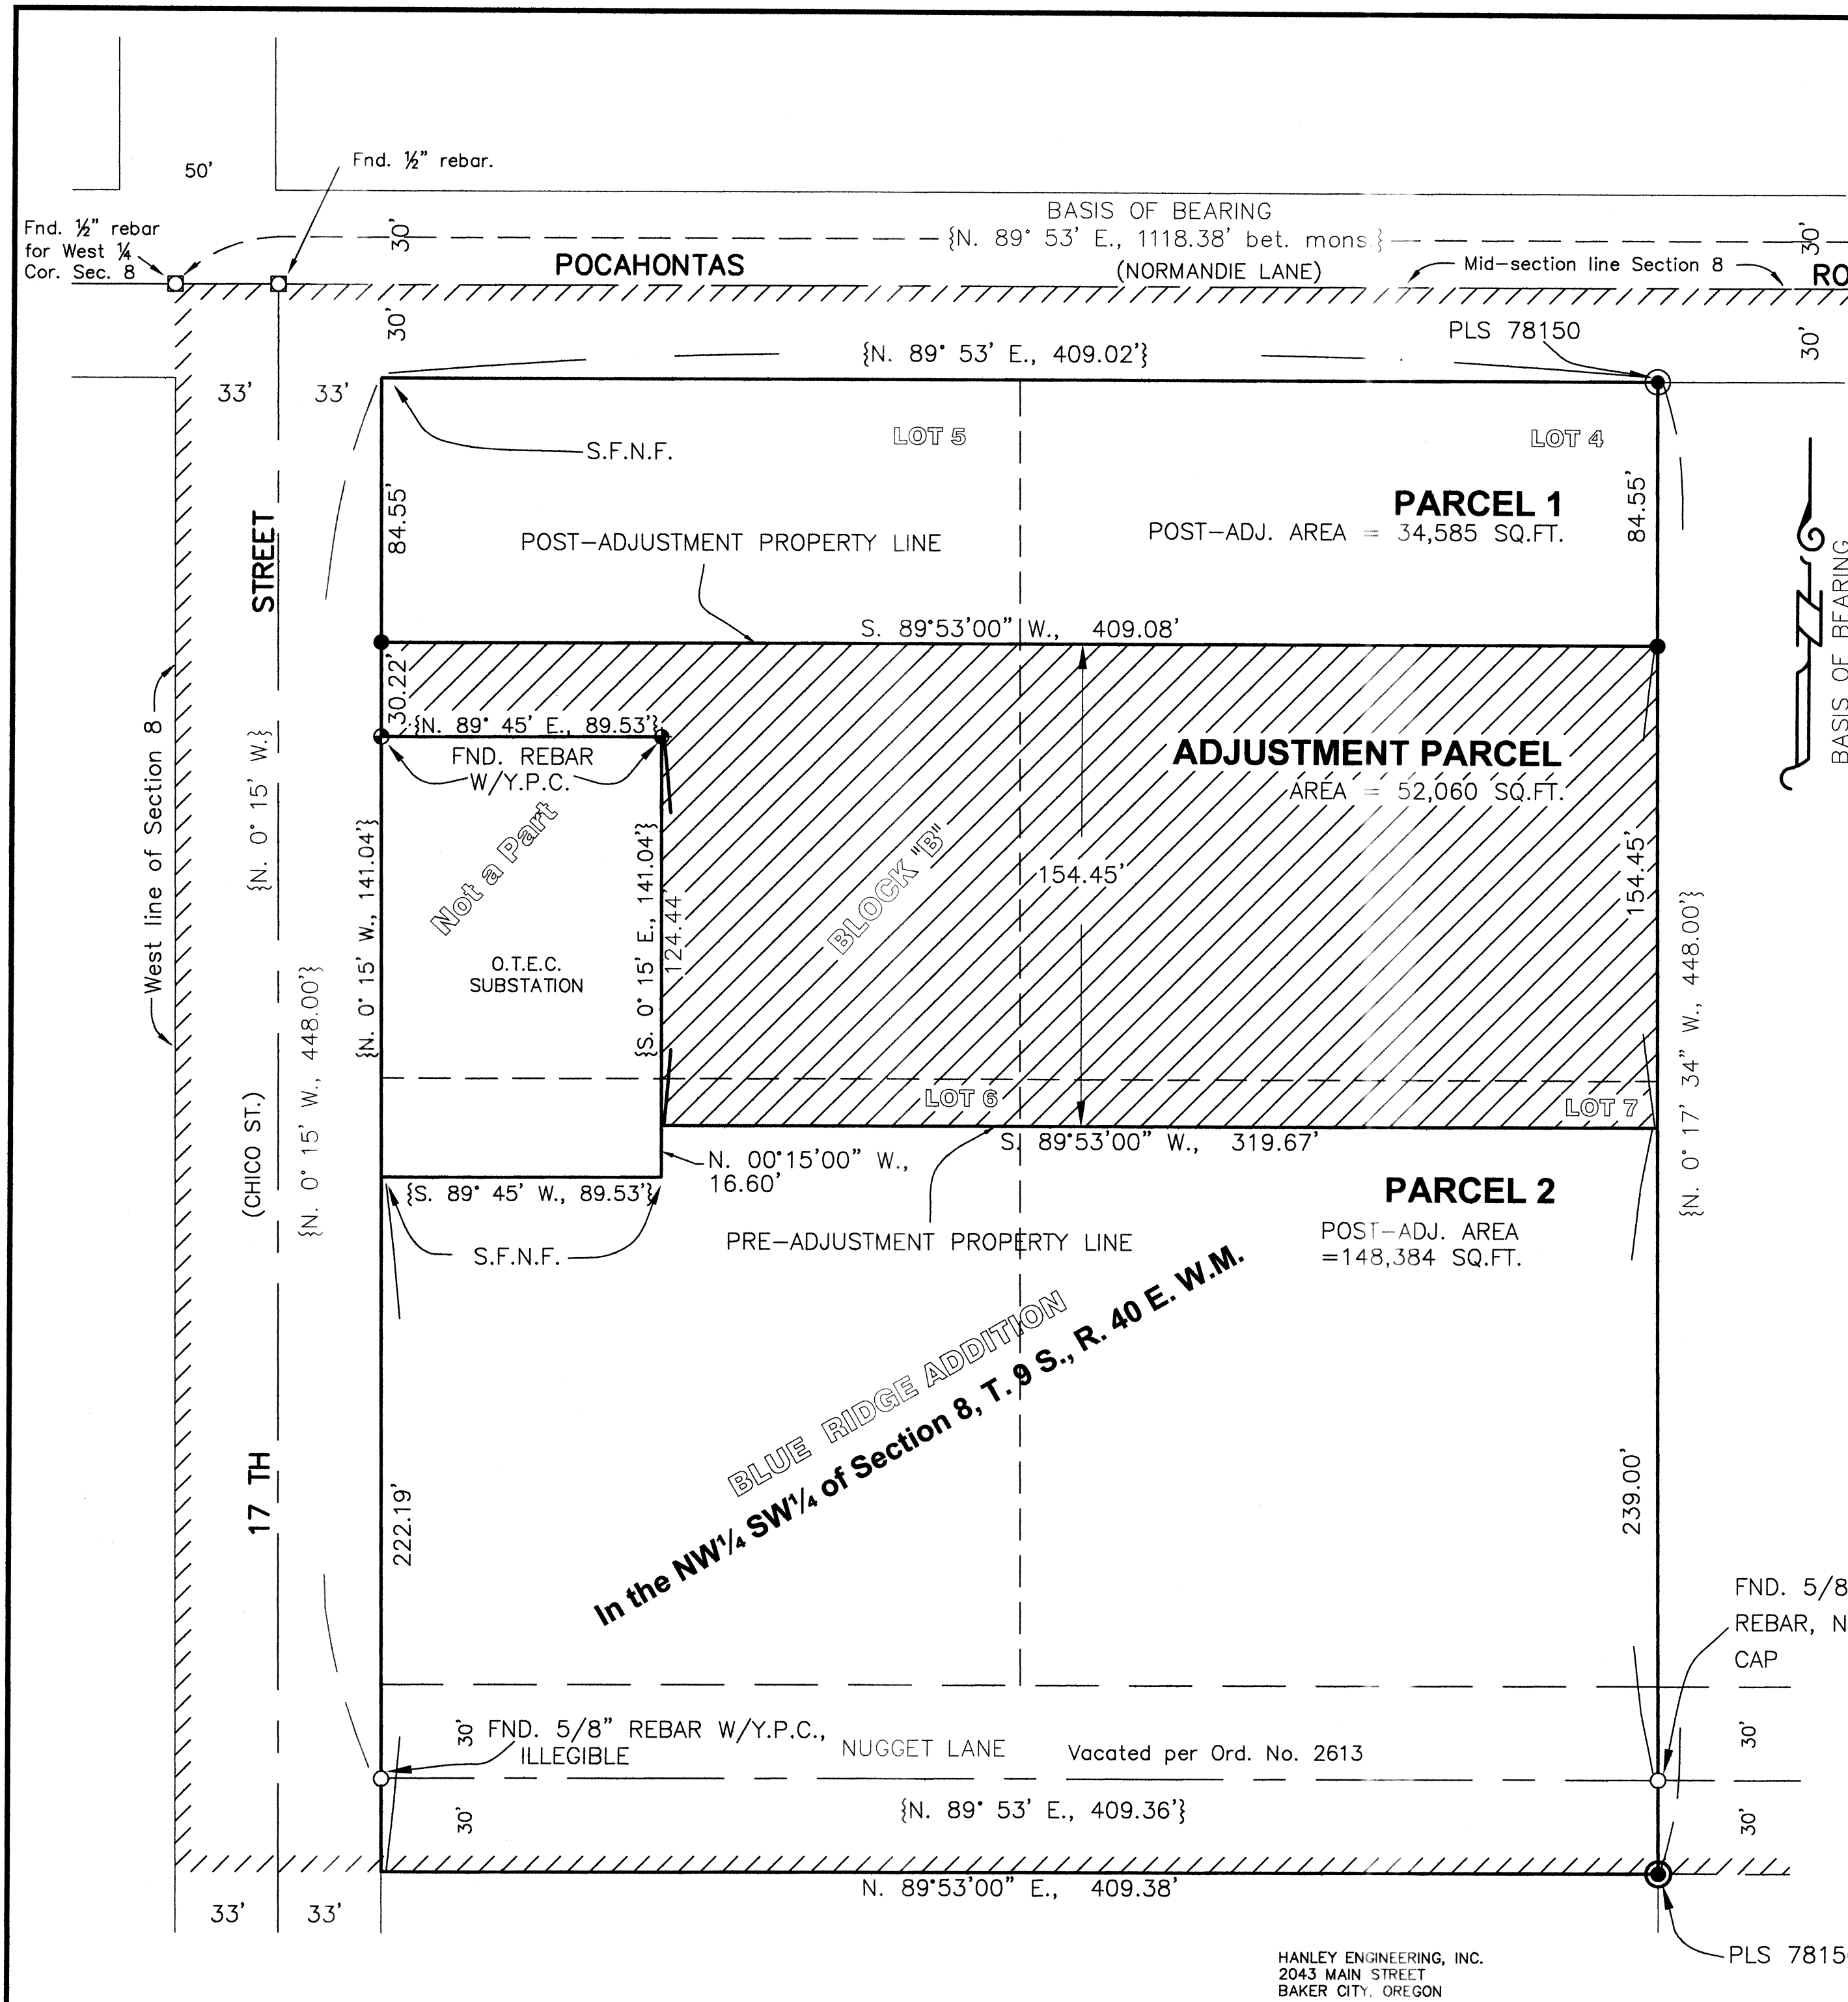 50'
Fnd. ½" rebar.
Fnd. ½" rebar
for West ¼
Cor. Sec. 8
30'
BASIS OF BEARING
{N. 89° 53' E., 1118.38' bet. mons.}
30'
POCAHONTAS
(NORMANDIE LANE)
Mid-section line Section 8
RO
30'
30'
PLS 78150
{N. 89° 53' E., 409.02'}
33'
33'
S.F.N.F.
LOT 5
LOT 4
84.55'
84.55'
PARCEL 1
POST-ADJ. AREA = 34,585 SQ.FT.
POST-ADJUSTMENT PROPERTY LINE
STREET
BASIS OF BEARING
S. 89°53'00" W., 409.08'
30.22'
{N. 89° 45' E., 89.53'}
FND. REBAR
W/Y.P.C.
ADJUSTMENT PARCEL
AREA = 52,060 SQ.FT.
West line of Section 8
{N. 0° 15' W.}
{N. 0° 15' W., 141.04'}
Not a Part
{S. 0° 15' E., 141.04'}
124.44'
BLOCK "B"
154.45'
154.45'
O.T.E.C.
SUBSTATION
{N. 0° 15' W., 448.00'}
{N. 0° 17' 34" W., 448.00'}
(CHICO ST.)
LOT 6
LOT 7
S. 89°53'00" W., 319.67'
N. 00°15'00" W.,
16.60'
{S. 89° 45' W., 89.53'}
S.F.N.F.
PRE-ADJUSTMENT PROPERTY LINE
PARCEL 2
POST-ADJ. AREA
=148,384 SQ.FT.
BLUE RIDGE ADDITION
In the NW¼ SW¼ of Section 8, T. 9 S., R. 40 E. W.M.
17 TH
222.19'
239.00'
FND. 5/8
REBAR, N
CAP
30'
FND. 5/8" REBAR W/Y.P.C.,
ILLEGIBLE
NUGGET LANE
Vacated per Ord. No. 2613
30'
30'
{N. 89° 53' E., 409.36'}
30'
N. 89°53'00" E., 409.38'
33'
33'
PLS 7815
HANLEY ENGINEERING, INC.
2043 MAIN STREET
BAKER CITY, OREGON